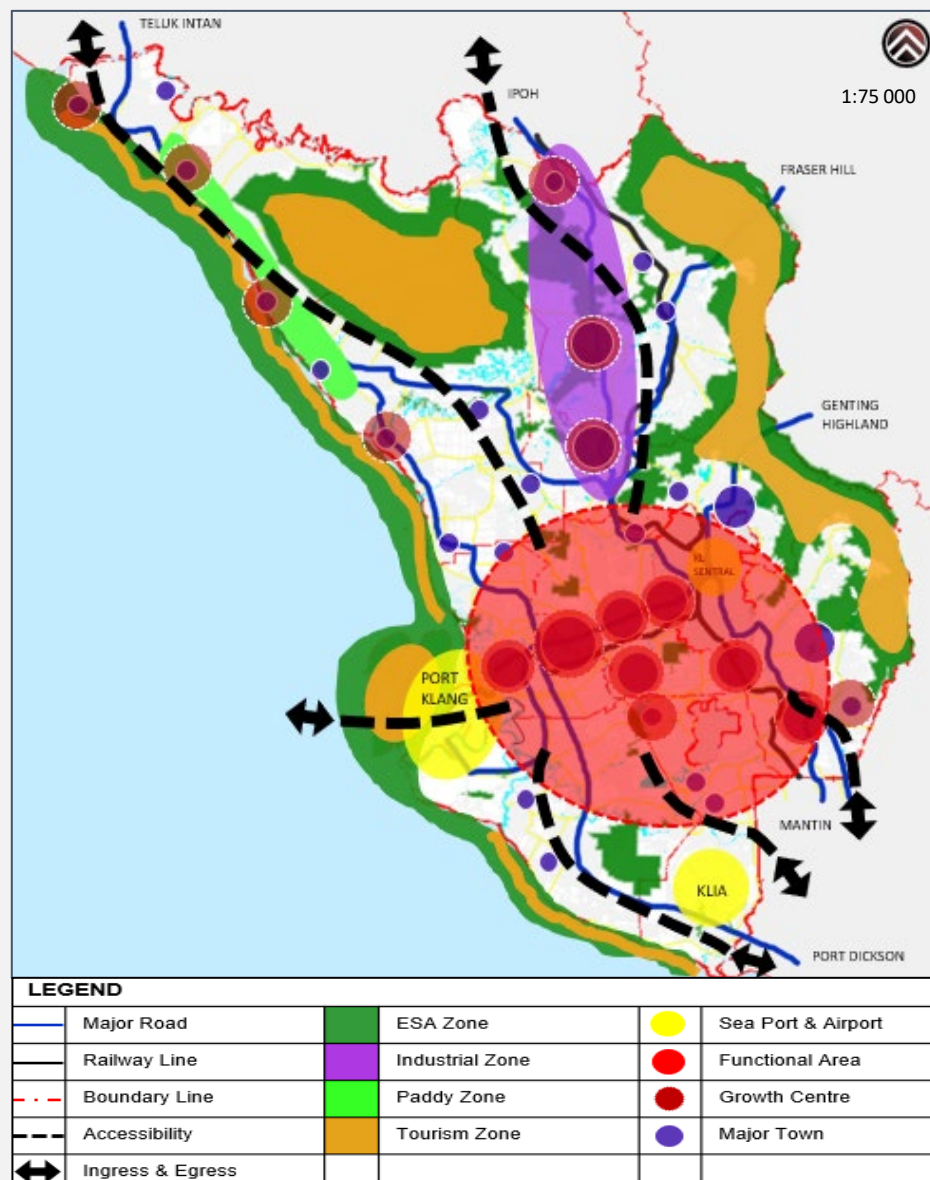 TELUK INTAN
IPOH
1:75 000
FRASER HILL
GENTING
HIGHLAND
KL
SENTRAL
PORT
KLANG
MANTIN
KLIA
PORT DICKSON
LEGEND
Major Road
ESA Zone
Sea Port & Airport
Railway Line
Industrial Zone
Functional Area
Boundary Line
Paddy Zone
Growth Centre
Accessibility
Tourism Zone
Major Town
Ingress & Egress